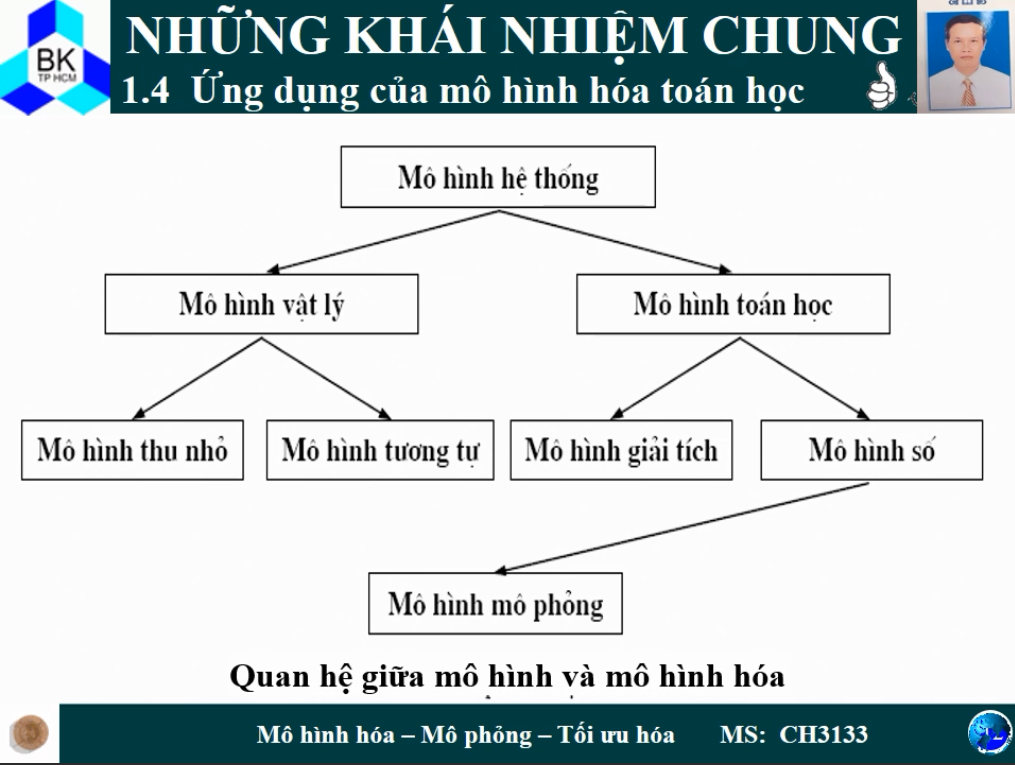 BK
TP HCM
NHỮNG KHÁI NIỆM CHUNG
1.4 Ứng dụng của mô hình hóa toán học
Mô hình hệ thống
Mô hình vật lý
Mô hình toán học
Mô hình thu nhỏ
Mô hình tương tự
Mô hình giải tích
Mô hình số
Mô hình mô phỏng
Quan hệ giữa mô hình và mô hình hóa
Mô hình hóa – Mô phỏng – Tối ưu hóa MS: CH3133